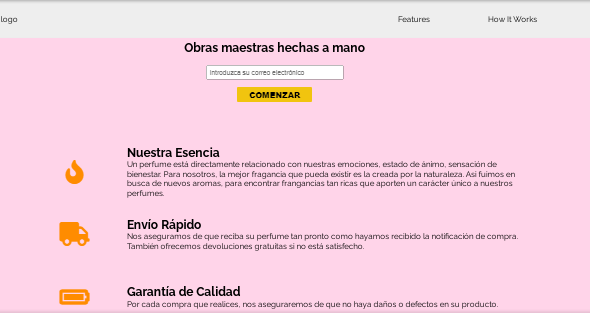 logo
Features
How It Works
Obras maestras hechas a mano
Introduzca su correo electrónico
COMENZAR
Nuestra Esencia
Un perfume está directamente relacionado con nuestras emociones, estado de ánimo, sensación de
bienestar. Para nosotros, la mejor fragancia que pueda existir es la creada por la naturaleza. Asi fuimos en
busca de nuevos aromas, para encontrar frangancias tan ricas que aporten un carácter único a nuestros
perfumes.
Envío Rápido
Nos aseguramos de que reciba su perfume tan pronto como hayamos recibido la notificación de compra.
También ofrecemos devoluciones gratuitas si no está satisfecho.
Garantía de Calidad
Por cada compra que realices, nos aseguraremos de que no haya daños o defectos en su producto.